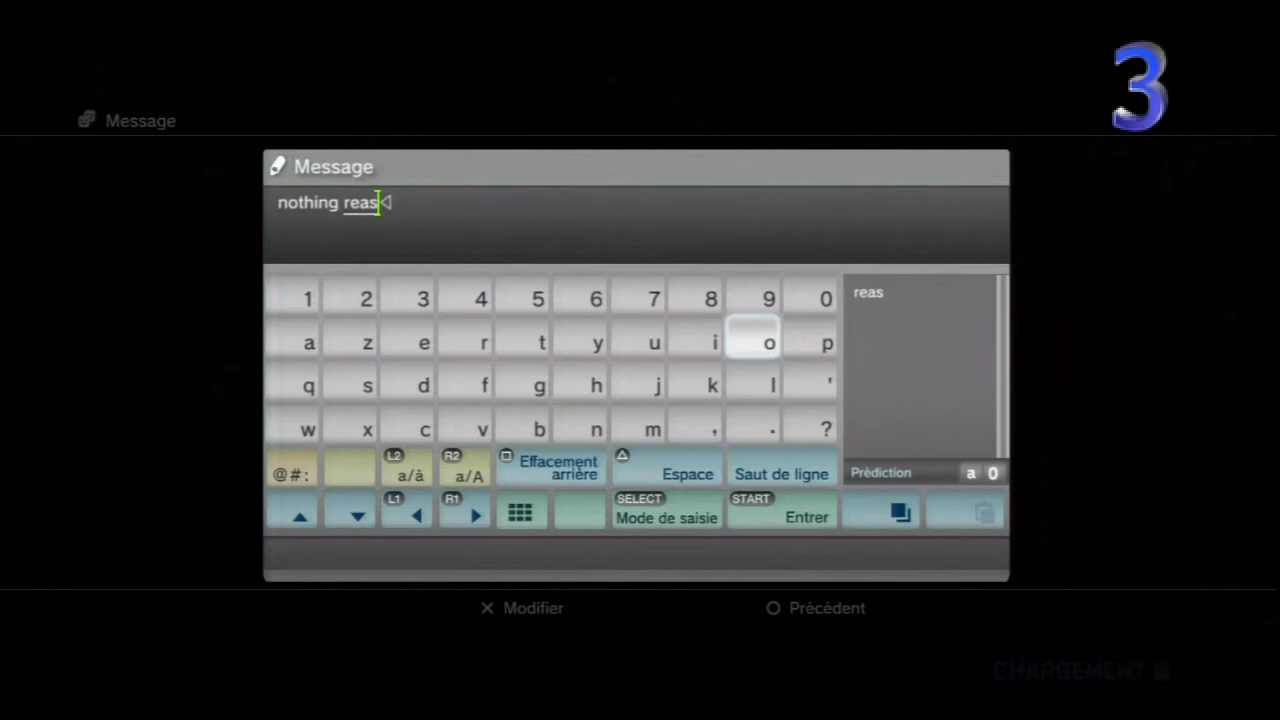 3
Message
Message
nothing reas
1 2 3 4 5 6 7 8 9 0
reas
a z e r t y u i o p
q s d f g h j k l '
w x c v b n m , . ?
@#: L2 a/à R2 a/A Effacement arrière Espace Saut de ligne Prédiction a 0
L1 R1 SELECT Mode de saisie START Entrer
Modifier Précédent
CHARGEMENT